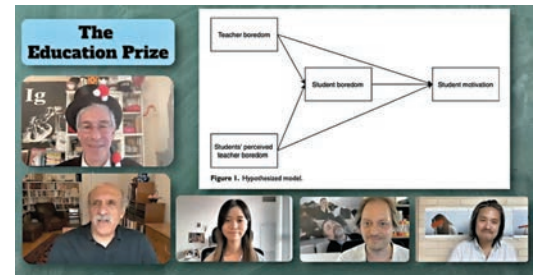 The
Education Prize
Ig
Teacher boredom
Student boredom
Student motivation
Students' perceived
teacher boredom
Figure 1. Hypothesized model.